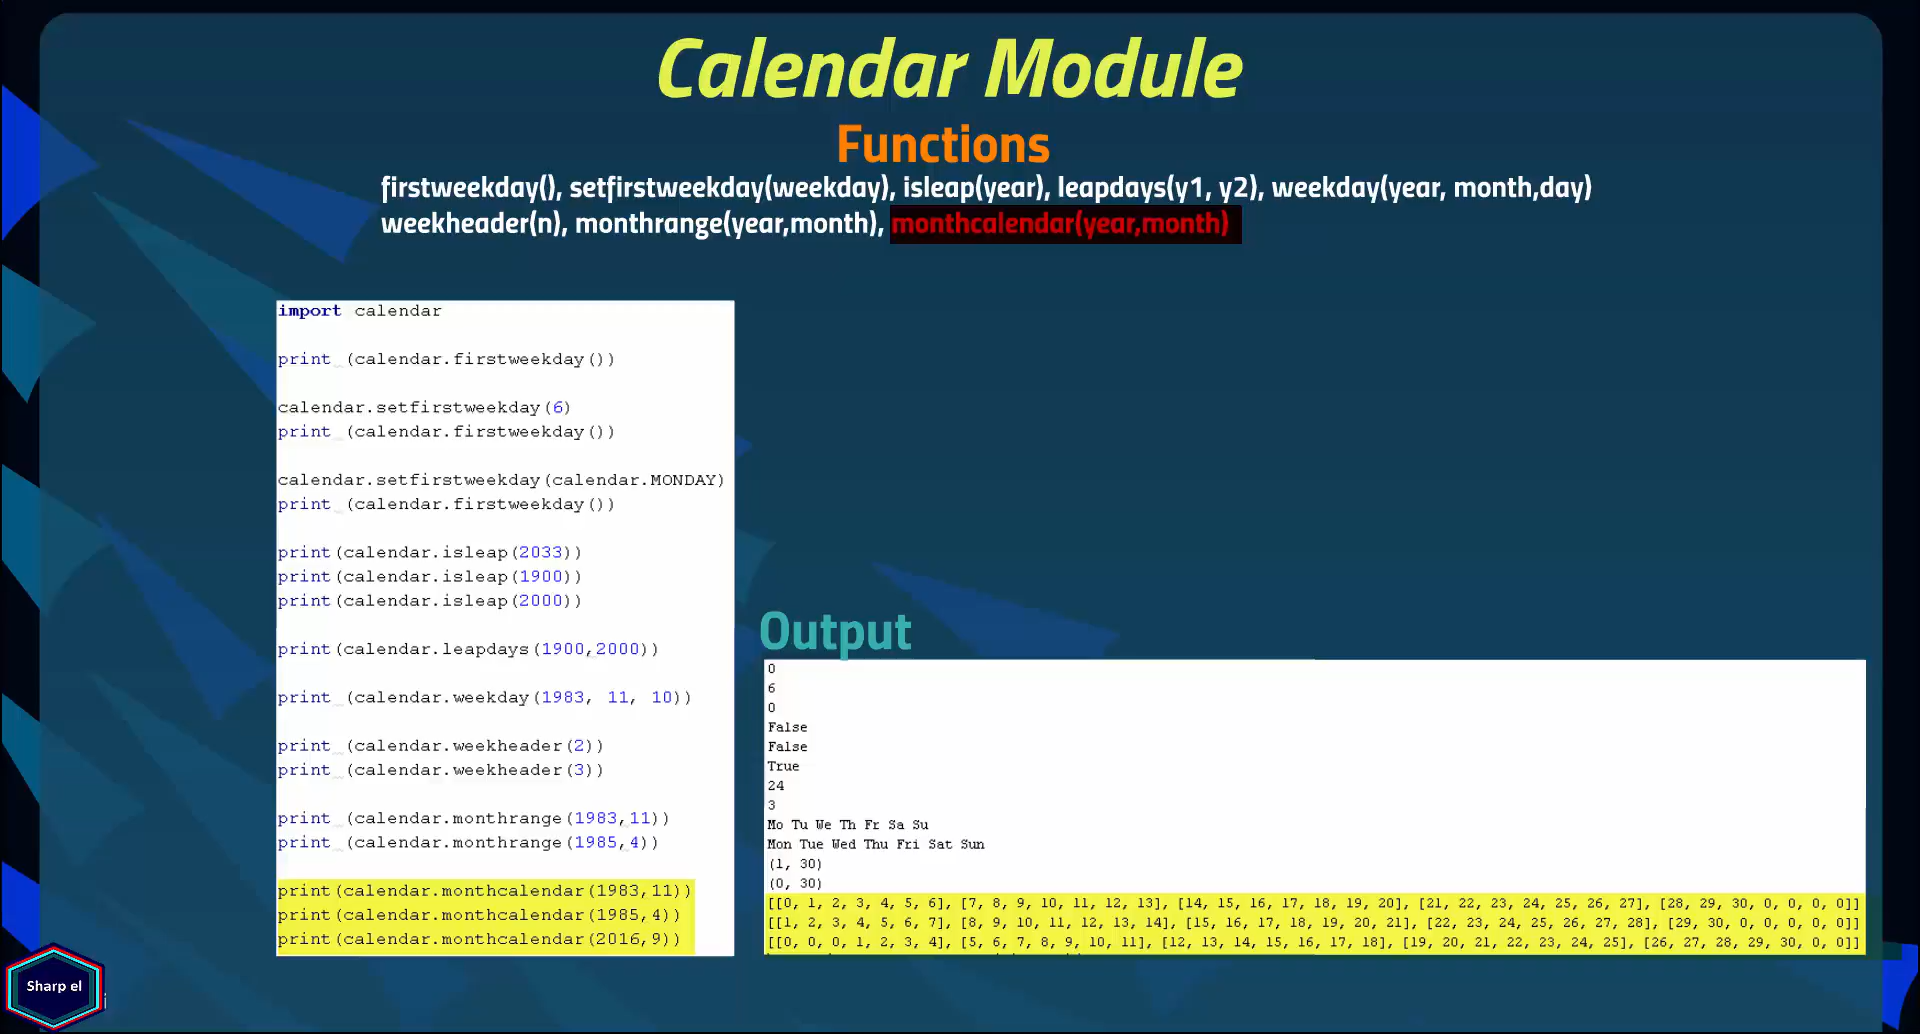 Calendar Module
Functions
firstweekday(), setfirstweekday(weekday), isleap(year), leapdays(y1, y2), weekday(year, month,day)
weekheader(n), monthrange(year,month), monthcalendar(year,month)
import calendar
print (calendar.firstweekday())
calendar.setfirstweekday(6)
print (calendar.firstweekday())
calendar.setfirstweekday(calendar.MONDAY)
print (calendar.firstweekday())
print(calendar.isleap(2033))
print(calendar.isleap(1900))
print(calendar.isleap(2000))
print(calendar.leapdays(1900,2000))
print (calendar.weekday(1983, 11, 10))
print (calendar.weekheader(2))
print (calendar.weekheader(3))
print (calendar.monthrange(1983,11))
print (calendar.monthrange(1985,4))
print(calendar.monthcalendar(1983,11))
print(calendar.monthcalendar(1985,4))
print(calendar.monthcalendar(2016,9))
Output
0
6
0
False
False
True
24
3
Mo Tu We Th Fr Sa Su
Mon Tue Wed Thu Fri Sat Sun
(1, 30)
(0, 30)
[[0, 1, 2, 3, 4, 5, 6], [7, 8, 9, 10, 11, 12, 13], [14, 15, 16, 17, 18, 19, 20], [21, 22, 23, 24, 25, 26, 27], [28, 29, 30, 0, 0, 0, 0]]
[[1, 2, 3, 4, 5, 6, 7], [8, 9, 10, 11, 12, 13, 14], [15, 16, 17, 18, 19, 20, 21], [22, 23, 24, 25, 26, 27, 28], [29, 30, 0, 0, 0, 0, 0]]
[[0, 0, 0, 1, 2, 3, 4], [5, 6, 7, 8, 9, 10, 11], [12, 13, 14, 15, 16, 17, 18], [19, 20, 21, 22, 23, 24, 25], [26, 27, 28, 29, 30, 0, 0]]
Sharp el